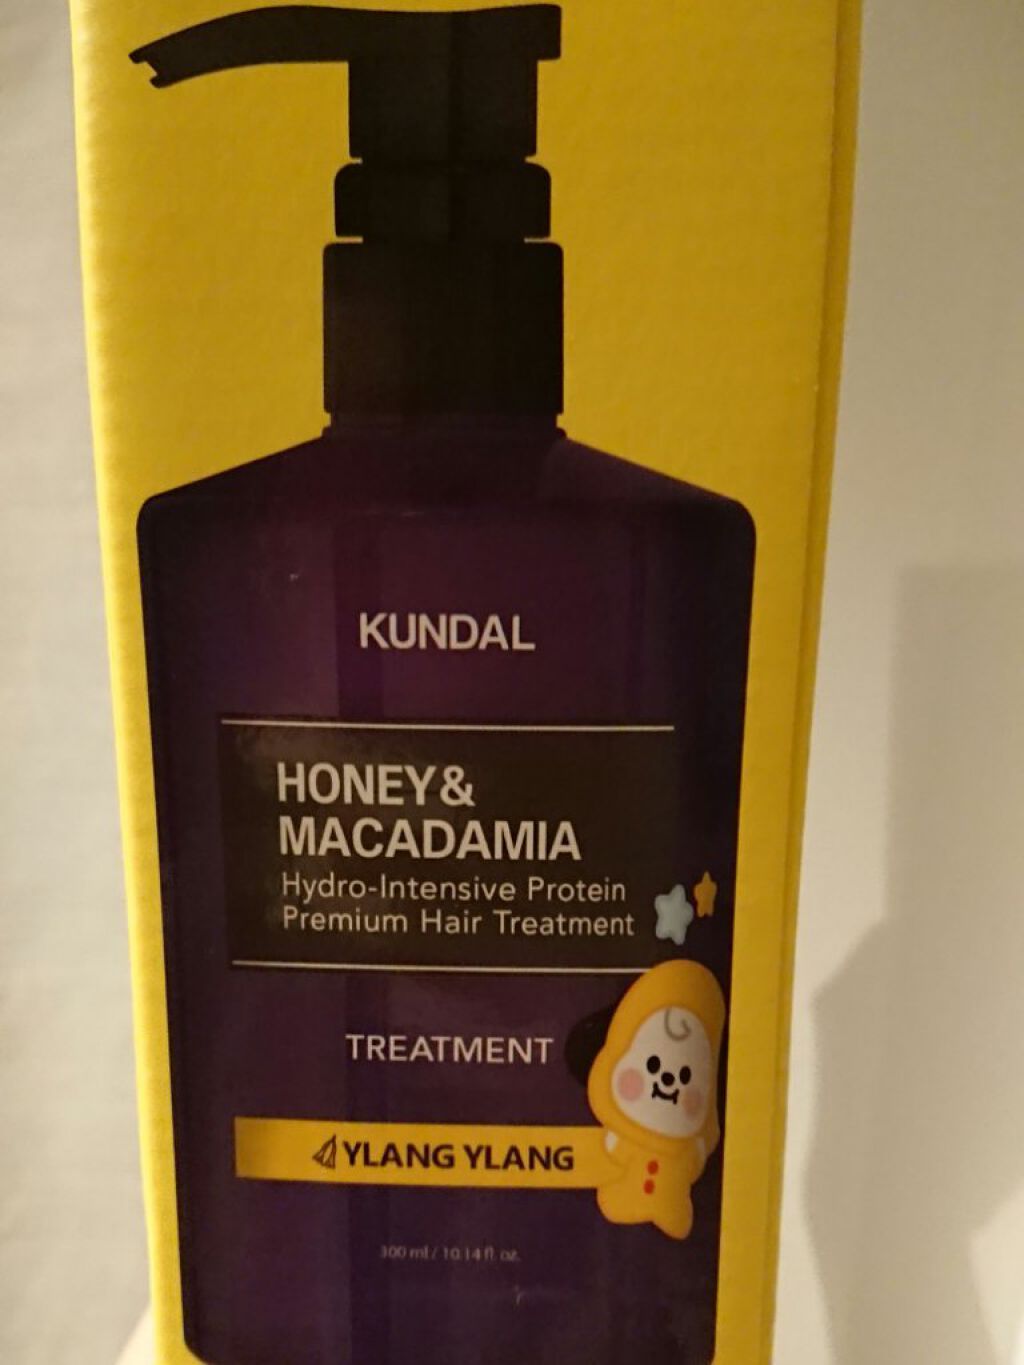 KUNDAL
HONEY&
MACADAMIA
Hydro-Intensive Protein
Premium Hair Treatment
TREATMENT
YLANG YLANG
300 ml / 10.14 fl. oz.